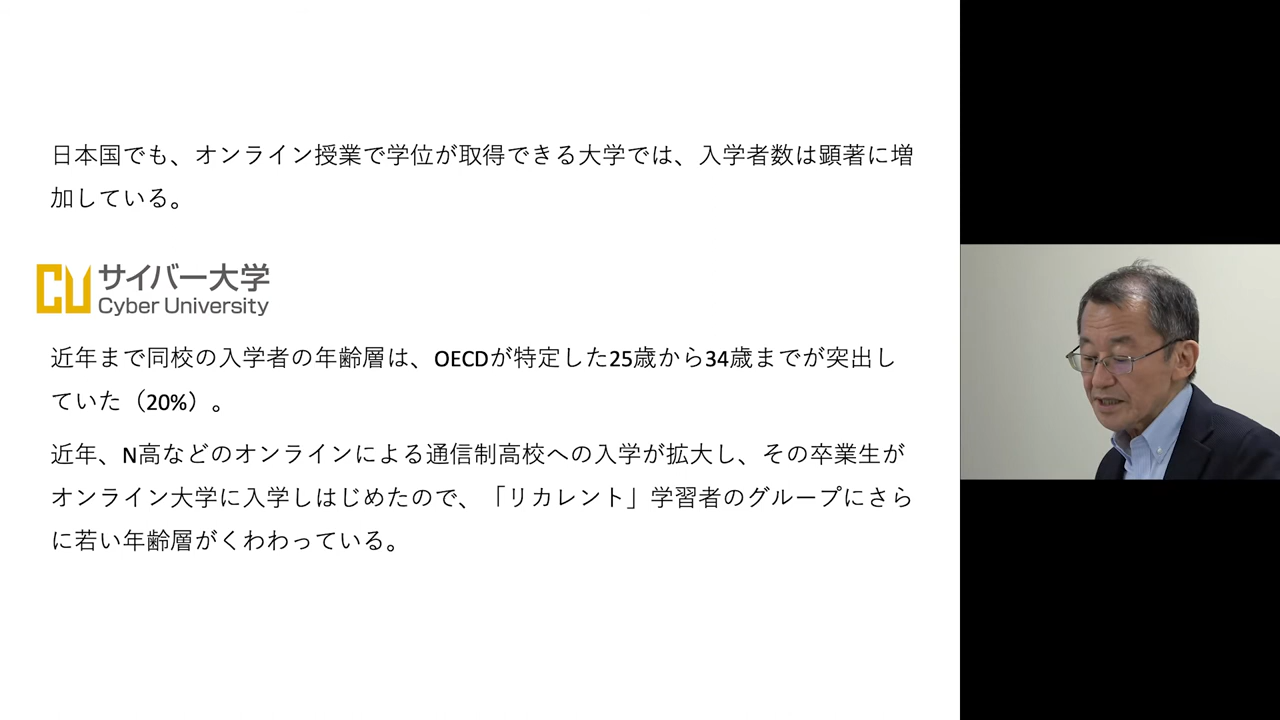 日本国でも、オンライン授業で学位が取得できる大学では、入学者数は顕著に増
加している。
サイバー大学
Cyber University
近年まで同校の入学者の年齢層は、OECDが特定した25歳から34歳までが突出し
ていた（20%）。
近年、N高などのオンラインによる通信制高校への入学が拡大し、その卒業生が
オンライン大学に入学しはじめたので、「リカレント」学習者のグループにさら
に若い年齢層がくわわっている。